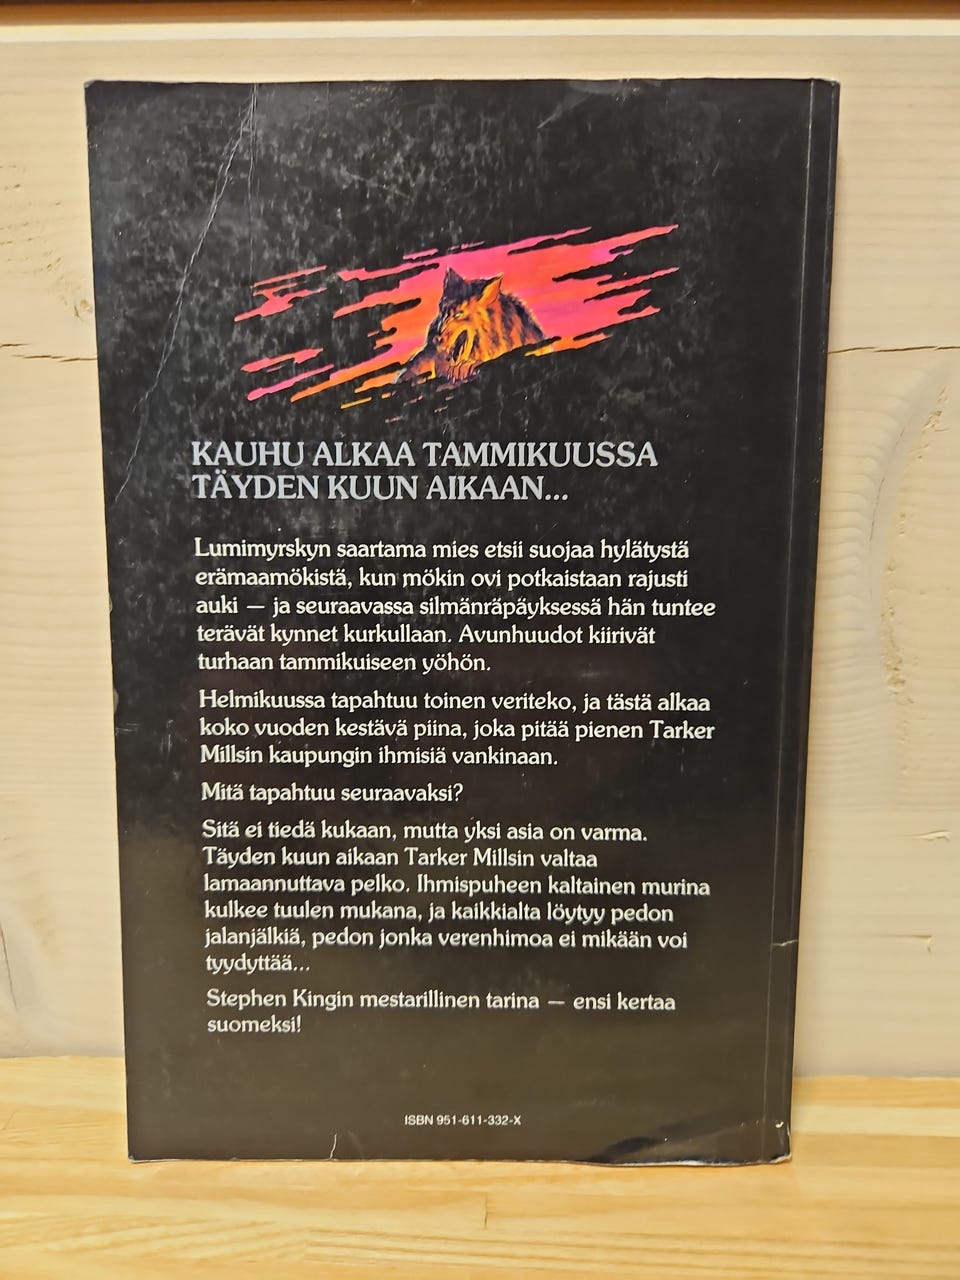 KAUHU ALKAA TAMMIKUUSSA
TÄYDEN KUUN AIKAAN...
Lumimyrskyn saartama mies etsii suojaa hylätystä
erämaamökistä, kun mökin ovi potkaistaan rajusti
auki — ja seuraavassa silmänräpäyksessä hän tuntee
terävät kynnet kurkullaan. Avunhuudot kiirivät
turhaan tammikuiseen yöhön.
Helmikuussa tapahtuu toinen veriteko, ja tästä alkaa
koko vuoden kestävä piina, joka pitää pienen Tarker
Millsin kaupungin ihmisiä vankinaan.
Mitä tapahtuu seuraavaksi?
Sitä ei tiedä kukaan, mutta yksi asia on varma.
Täyden kuun aikaan Tarker Millsin valtaa
lamaannuttava pelko. Ihmispuheen kaltainen murina
kulkee tuulen mukana, ja kaikkialta löytyy pedon
jalanjälkiä, pedon jonka verenhimoa ei mikään voi
tyydyttää...
Stephen Kingin mestarillinen tarina — ensi kertaa
suomeksi!
ISBN 951-611-332-X